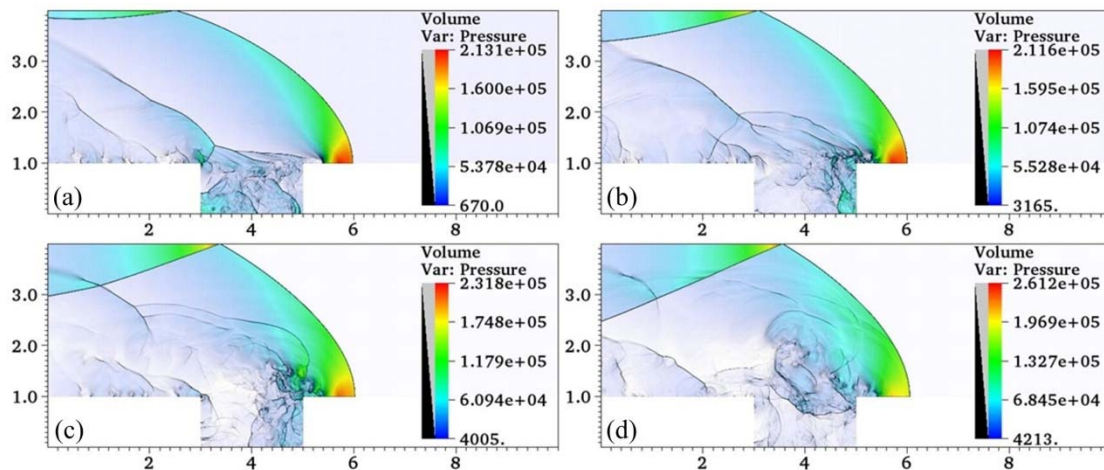 Volume
Var: Pressure
2.131e+05
1.600e+05
1.069e+05
5.378e+04
670.0
3.0
2.0
1.0
(a)
2 4 6 8
Volume
Var: Pressure
2.116e+05
1.595e+05
1.074e+05
5.528e+04
3165.
3.0
2.0
1.0
(b)
2 4 6 8
Volume
Var: Pressure
2.318e+05
1.748e+05
1.179e+05
6.094e+04
4005.
3.0
2.0
1.0
(c)
2 4 6 8
Volume
Var: Pressure
2.612e+05
1.969e+05
1.327e+05
6.845e+04
4213.
3.0
2.0
1.0
(d)
2 4 6 8